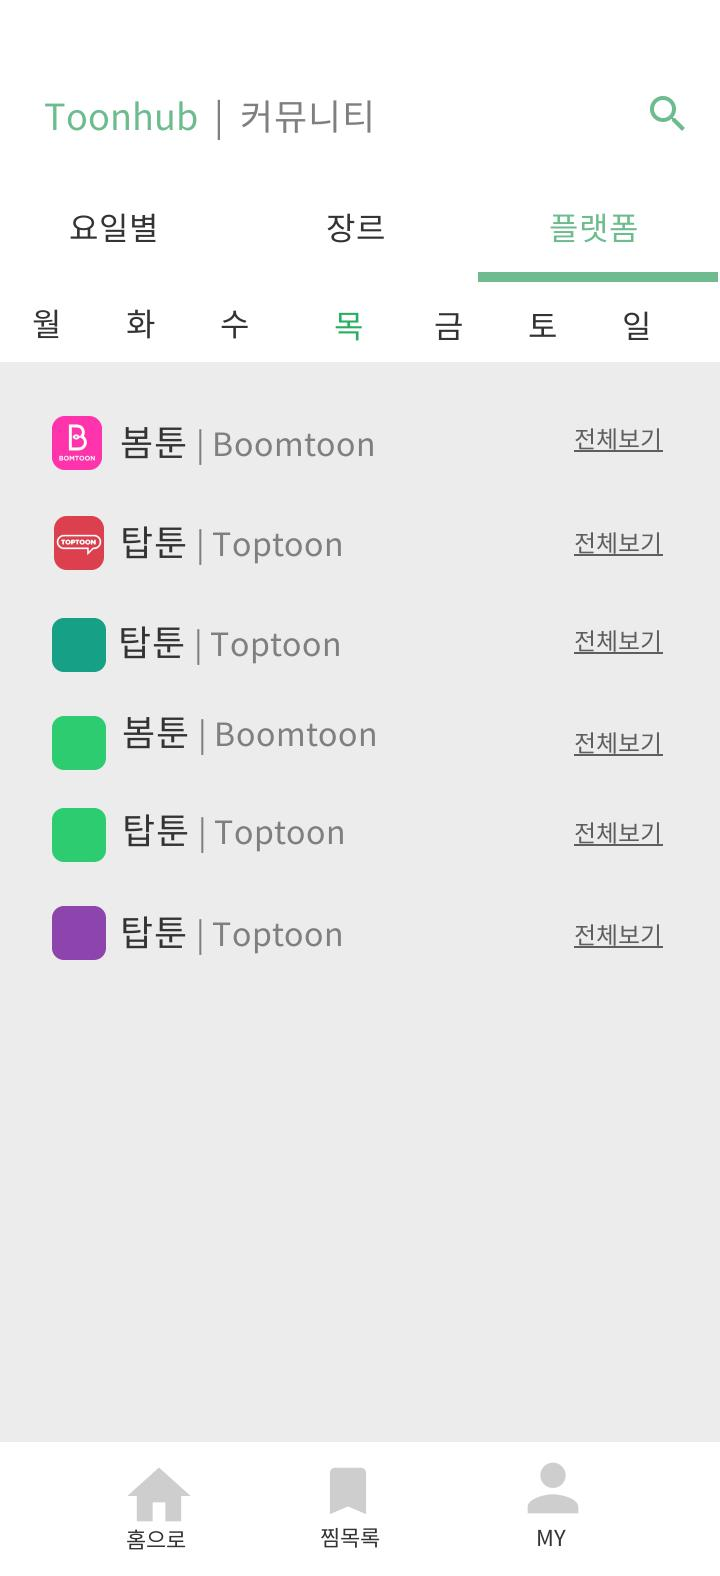 Toonhub | 커뮤니티
요일별 장르 플랫폼
월 화 수 목 금 토 일
BOMTOON 봄툰 | Boomtoon 전체보기
TOPTOON 탑툰 | Toptoon 전체보기
탑툰 | Toptoon 전체보기
봄툰 | Boomtoon 전체보기
탑툰 | Toptoon 전체보기
탑툰 | Toptoon 전체보기
홈으로 찜목록 MY